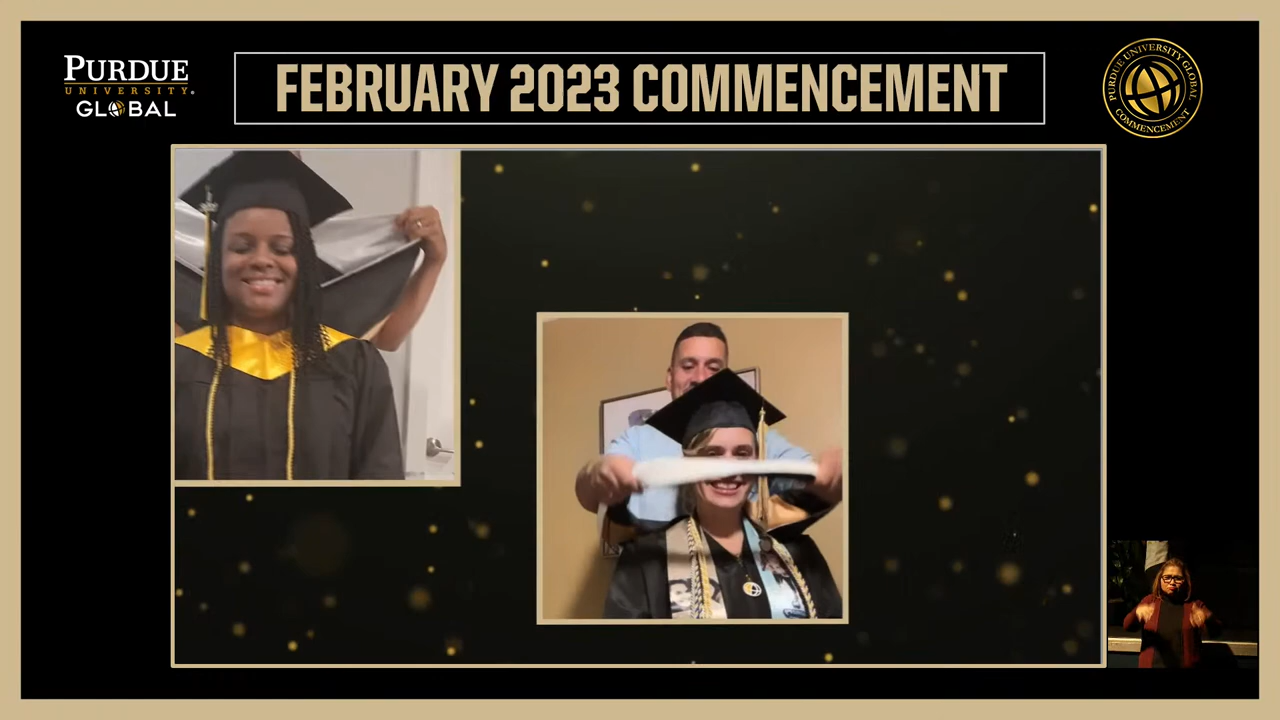 PURDUE
UNIVERSITY.
GLOBAL
FEBRUARY 2023 COMMENCEMENT
PURDUE UNIVERSITY GLOBAL
COMMENCEMENT